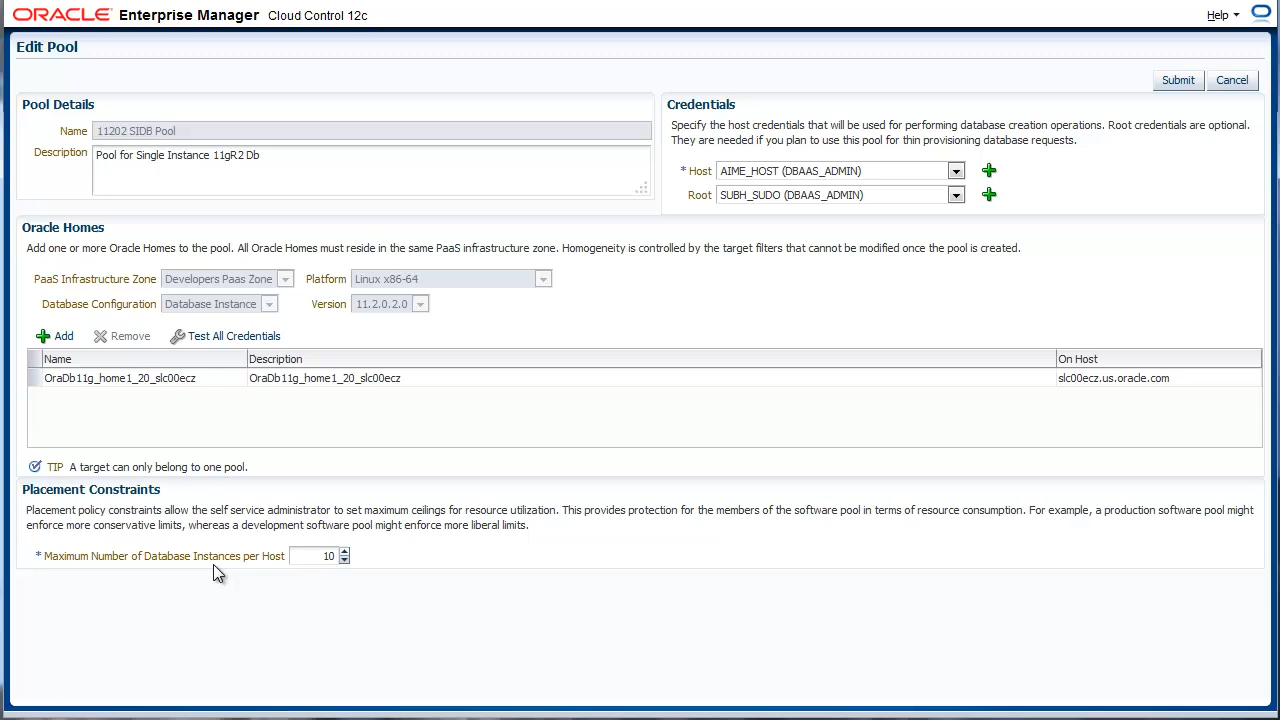 ORACLE Enterprise Manager Cloud Control 12c
Help
Edit Pool
Submit Cancel
Pool Details
Name 11202 SIDB Pool
Description Pool for Single Instance 11gR2 Db
Credentials
Specify the host credentials that will be used for performing database creation operations. Root credentials are optional.
They are needed if you plan to use this pool for thin provisioning database requests.
* Host AIME_HOST (DBAAS_ADMIN)
Root SUBH_SUDO (DBAAS_ADMIN)
Oracle Homes
Add one or more Oracle Homes to the pool. All Oracle Homes must reside in the same PaaS infrastructure zone. Homogeneity is controlled by the target filters that cannot be modified once the pool is created.
PaaS Infrastructure Zone Developers Paas Zone Platform Linux x86-64
Database Configuration Database Instance Version 11.2.0.2.0
Add Remove Test All Credentials
Name Description On Host
OraDb11g_home1_20_slc00ecz OraDb11g_home1_20_slc00ecz slc00ecz.us.oracle.com
TIP A target can only belong to one pool.
Placement Constraints
Placement policy constraints allow the self service administrator to set maximum ceilings for resource utilization. This provides protection for the members of the software pool in terms of resource consumption. For example, a production software pool might
enforce more conservative limits, whereas a development software pool might enforce more liberal limits.
* Maximum Number of Database Instances per Host 10